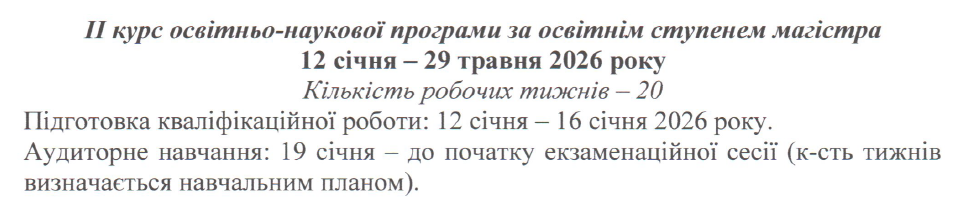 ІІ курс освітньо-наукової програми за освітнім ступенем магістра
12 січня – 29 травня 2026 року
Кількість робочих тижнів – 20
Підготовка кваліфікаційної роботи: 12 січня – 16 січня 2026 року.
Аудиторне навчання: 19 січня – до початку екзаменаційної сесії (к-сть тижнів
визначається навчальним планом).